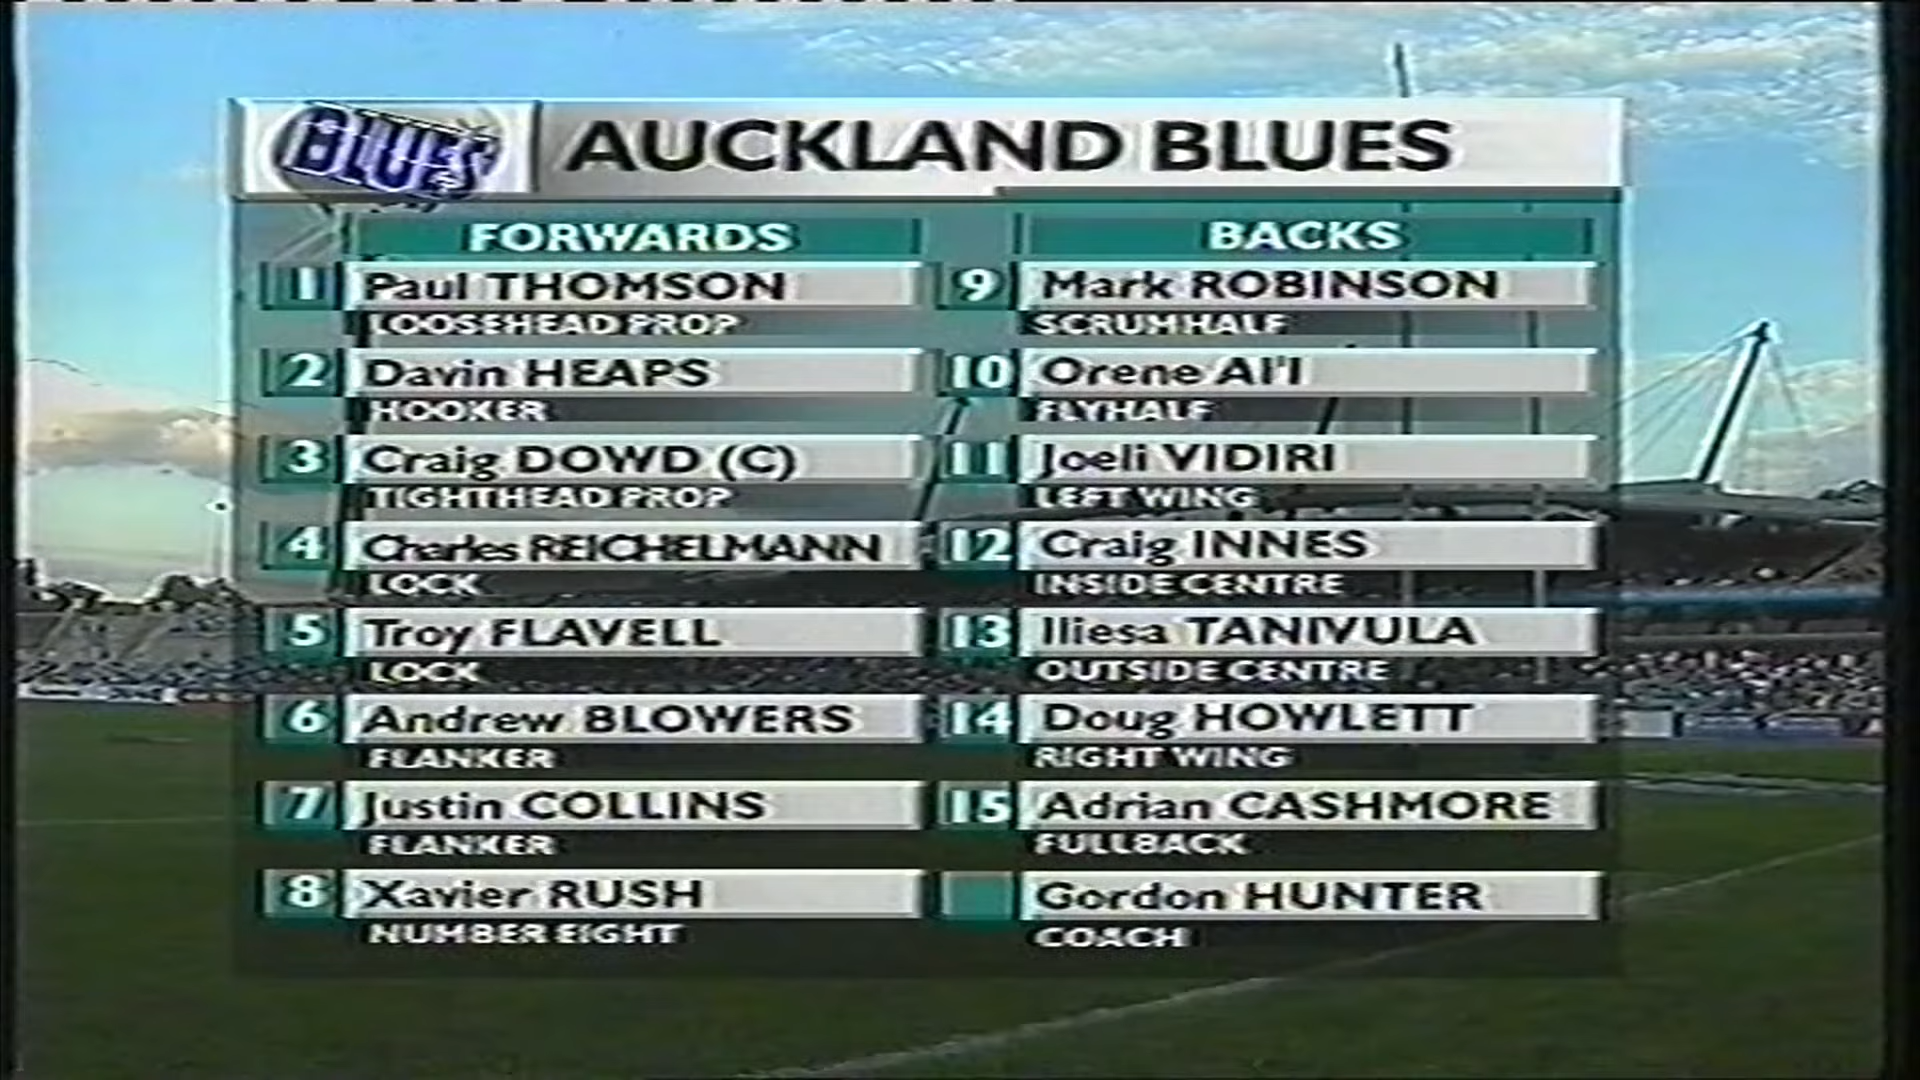 BLUES
AUCKLAND BLUES
FORWARDS
1 Paul THOMSON
LOOSEHEAD PROP
2 Davin HEAPS
HOOKER
3 Craig DOWD (C)
TIGHTHEAD PROP
4 Charles REICHELMANN
LOCK
5 Troy FLAVELL
LOCK
6 Andrew BLOWERS
FLANKER
7 Justin COLLINS
FLANKER
8 Xavier RUSH
NUMBER EIGHT
BACKS
9 Mark ROBINSON
SCRUMHALF
10 Orene AI'I
FLYHALF
11 Joeli VIDIRI
LEFT WING
12 Craig INNES
INSIDE CENTRE
13 Iliesa TANIVULA
OUTSIDE CENTRE
14 Doug HOWLETT
RIGHT WING
15 Adrian CASHMORE
FULLBACK
Gordon HUNTER
COACH